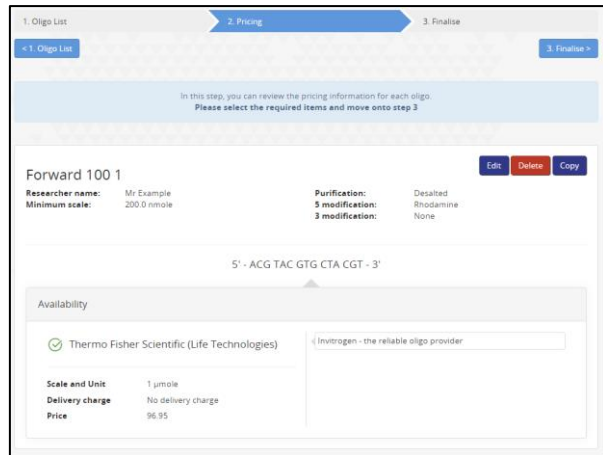 1. Oligo List 2. Pricing 3. Finalise
< 1. Oligo List 3. Finalise >
In this step, you can review the pricing information for each oligo.
Please select the required items and move onto step 3
Edit Delete Copy
Forward 100 1
Researcher name: Mr Example Purification: Desalted
Minimum scale: 200.0 nmole 5 modification: Rhodamine
3 modification: None
5' - ACG TAC GTG CTA CGT - 3'
Availability
Thermo Fisher Scientific (Life Technologies) Invitrogen - the reliable oligo provider
Scale and Unit 1 µmole
Delivery charge No delivery charge
Price 96.95